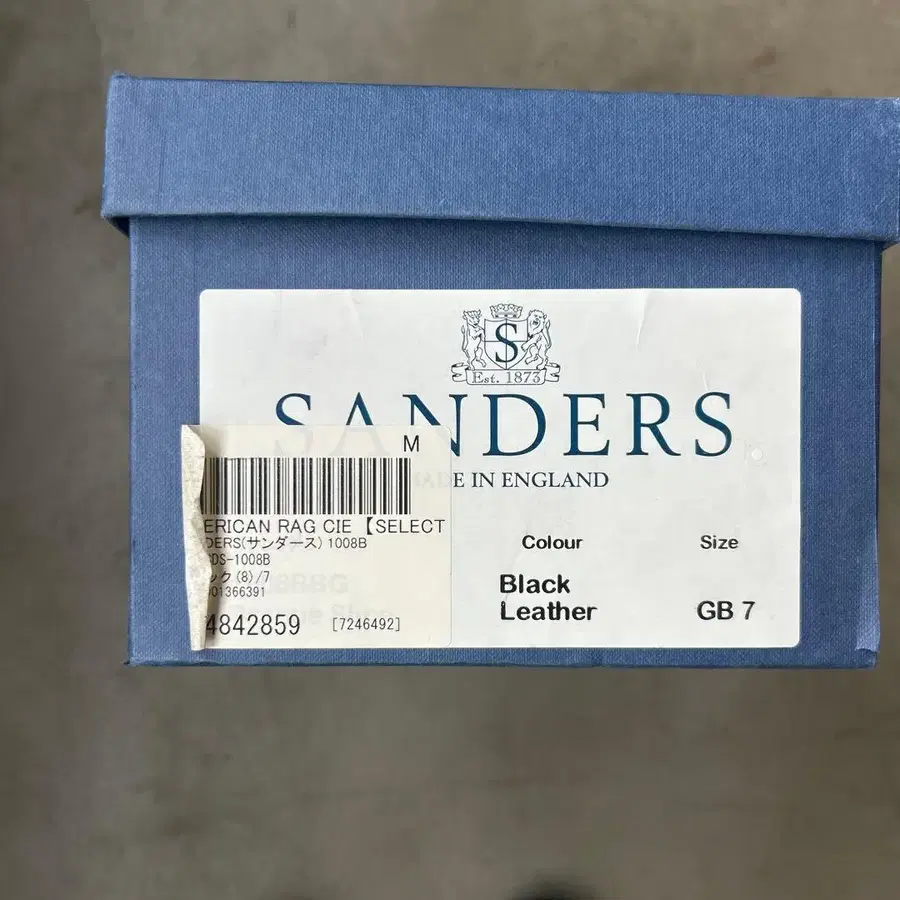 S
Est. 1873
SANDERS
MADE IN ENGLAND
M
ERICAN RAG CIE【SELECT
DERS(サンダース) 1008B
DS-1008B
ック(8)/7
01366391
4842859 [7246492]
Colour Size
Black
Leather GB 7